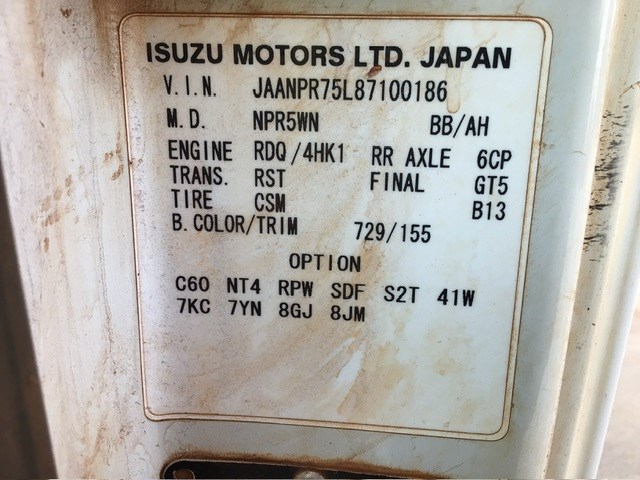 ISUZU MOTORS LTD. JAPAN
V.I.N. JAANPR75L87100186
M.D. NPR5WN BB/AH
ENGINE RDQ/4HK1 RR AXLE 6CP
TRANS. RST FINAL GT5
TIRE CSM B13
B.COLOR/TRIM 729/155
OPTION
C60 NT4 RPW SDF S2T 41W
7KC 7YN 8GJ 8JM